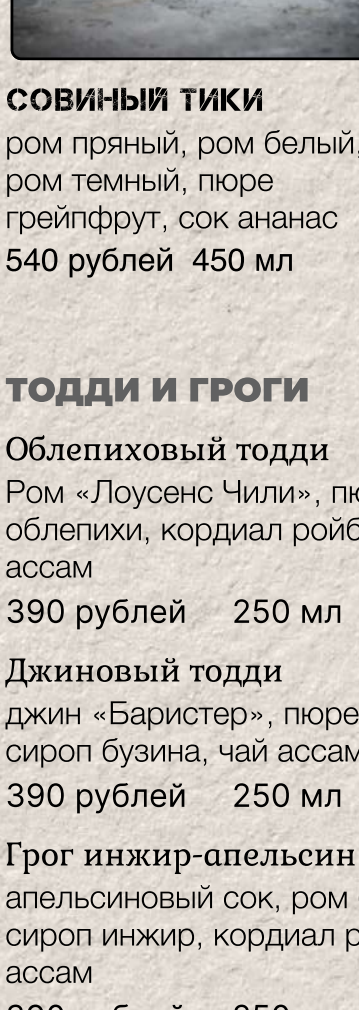 СОВИНЫЙ ТИКИ
ром пряный, ром белый,
ром темный, пюре
грейпфрут, сок ананас
540 рублей 450 мл
ТОДДИ И ГРОГИ
Облепиховый тодди
Ром «Лоусенс Чили», пю
облепихи, кордиал ройб
ассам
390 рублей 250 мл
Джиновый тодди
джин «Баристер», пюре
сироп бузина, чай ассам
390 рублей 250 мл
Грог инжир-апельсин
апельсиновый сок, ром
сироп инжир, кордиал р
ассам